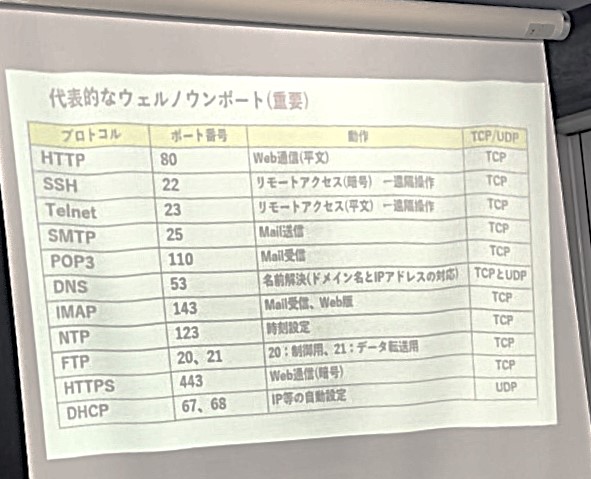 代表的なウェルノウンポート(重要)
プロトコル ポート番号 動作 TCP/UDP
HTTP 80 Web通信(平文) TCP
SSH 22 リモートアクセス(暗号) ←遠隔操作 TCP
Telnet 23 リモートアクセス(平文) ←遠隔操作 TCP
SMTP 25 Mail送信 TCP
POP3 110 Mail受信 TCP
DNS 53 名前解決(ドメイン名とIPアドレスの対応) TCPとUDP
IMAP 143 Mail受信、Web版 TCP
NTP 123 時刻設定 TCP
FTP 20、21 20：制御用、21：データ転送用 TCP
HTTPS 443 Web通信(暗号) TCP
DHCP 67、68 IP等の自動設定 UDP